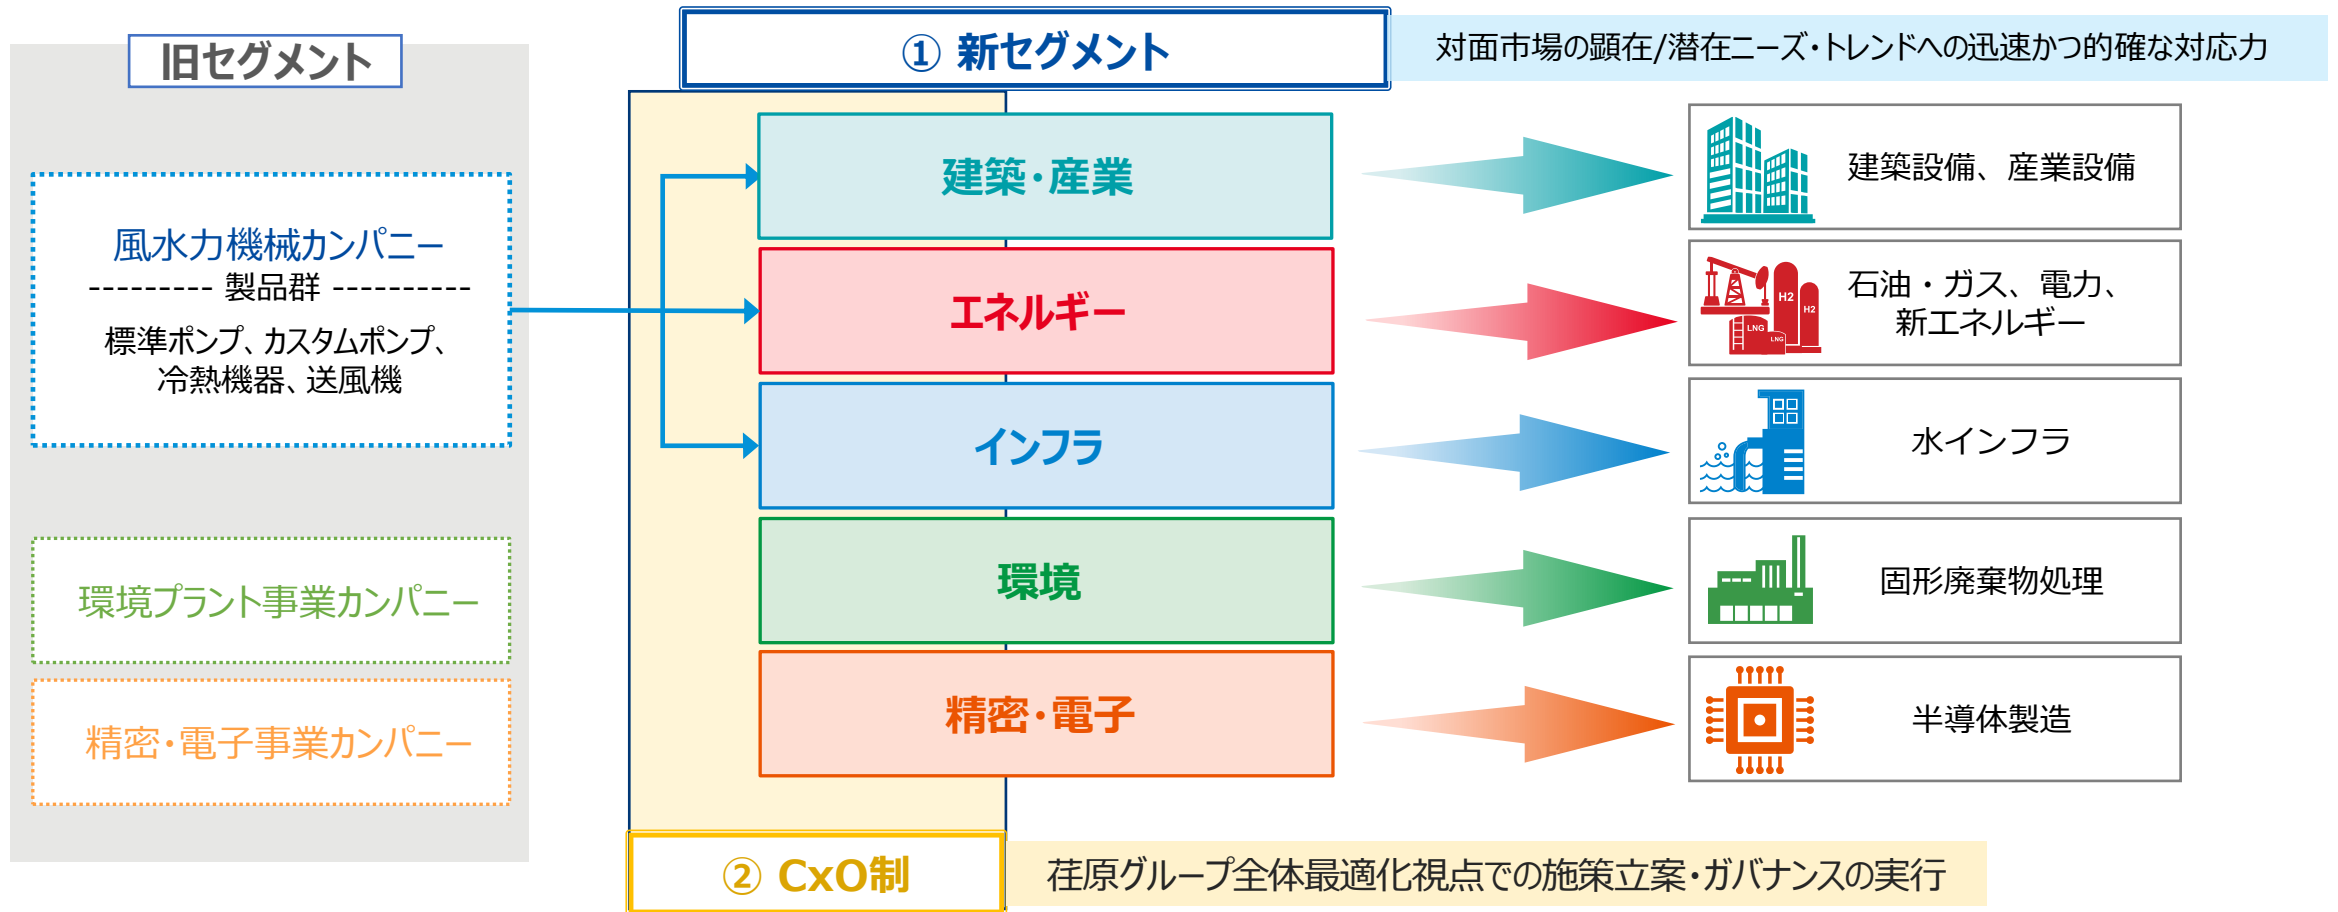 旧セグメント
風水力機械カンパニー
--------- 製品群 ----------
標準ポンプ、カスタムポンプ、
冷熱機器、送風機
環境プラント事業カンパニー
精密・電子事業カンパニー
① 新セグメント
対面市場の顕在/潜在ニーズ・トレンドへの迅速かつ的確な対応力
建築・産業
エネルギー
インフラ
環境
精密・電子
建築設備、産業設備
H2
H2
LNG
LNG
石油・ガス、電力、
新エネルギー
水インフラ
固形廃棄物処理
半導体製造
② CxO制
荏原グループ全体最適化視点での施策立案・ガバナンスの実行